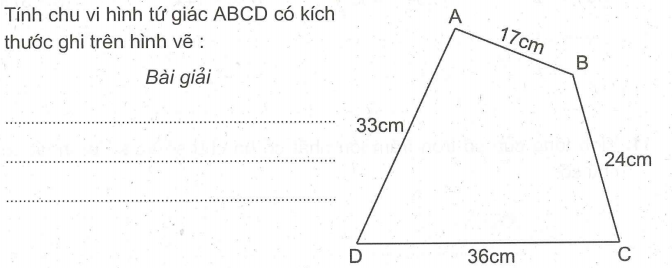 Tính chu vi hình tứ giác ABCD có kích
thước ghi trên hình vẽ :
Bài giải
A
17cm
B
33cm
24cm
D
36cm
C